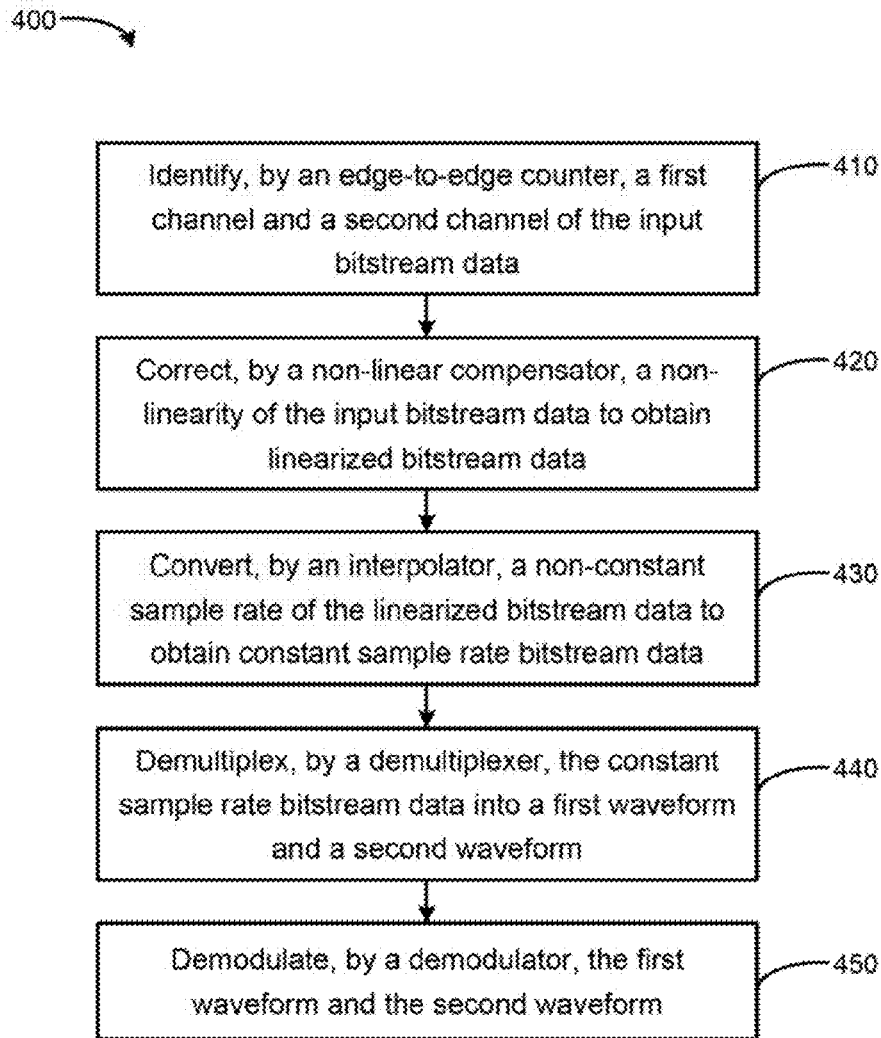 400
Identify, by an edge-to-edge counter, a first
channel and a second channel of the input
bitstream data
410
Correct, by a non-linear compensator, a non-
linearity of the input bitstream data to obtain
linearized bitstream data
420
Convert, by an interpolator, a non-constant
sample rate of the linearized bitstream data to
obtain constant sample rate bitstream data
430
Demultiplex, by a demultiplexer, the constant
sample rate bitstream data into a first waveform
and a second waveform
440
Demodulate, by a demodulator, the first
waveform and the second waveform
450